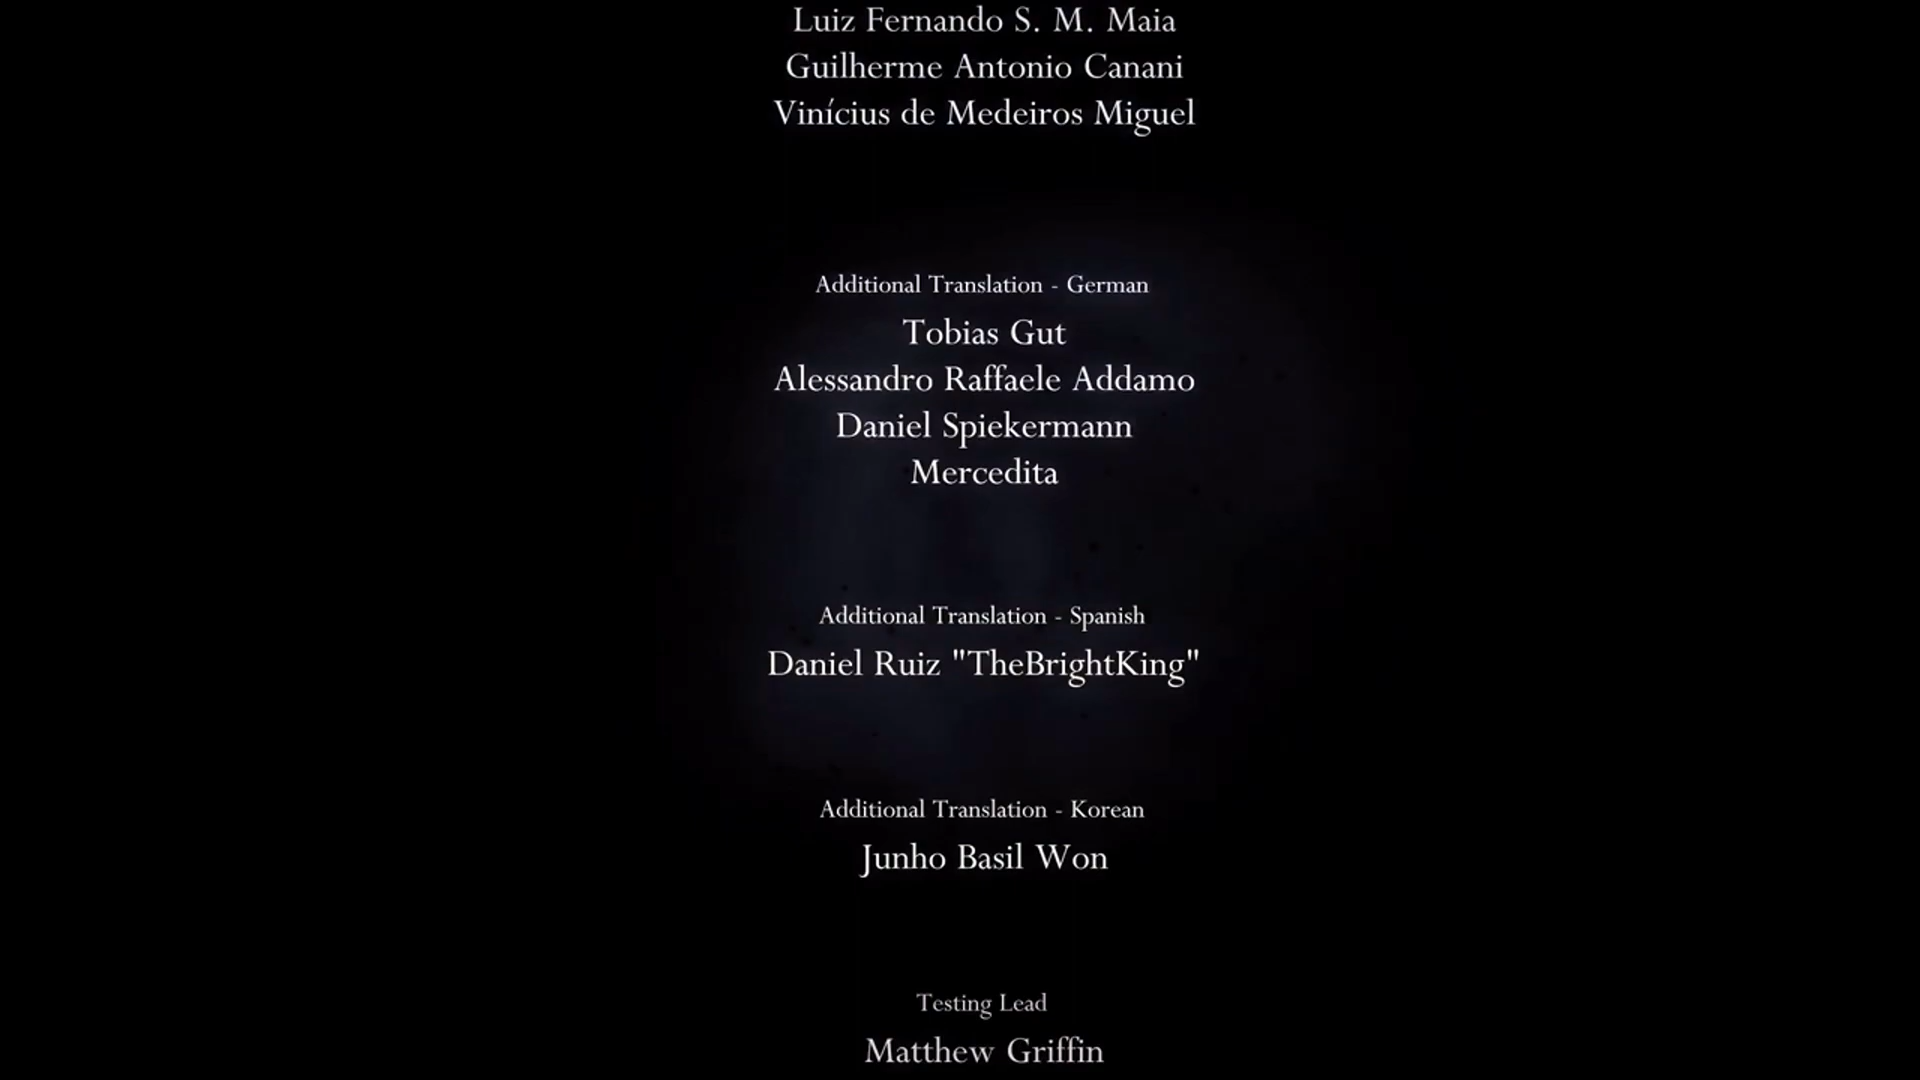 Luiz Fernando S. M. Maia
Guilherme Antonio Canani
Vinícius de Medeiros Miguel
Additional Translation - German
Tobias Gut
Alessandro Raffaele Addamo
Daniel Spiekermann
Mercedita
Additional Translation - Spanish
Daniel Ruiz "TheBrightKing"
Additional Translation - Korean
Junho Basil Won
Testing Lead
Matthew Griffin